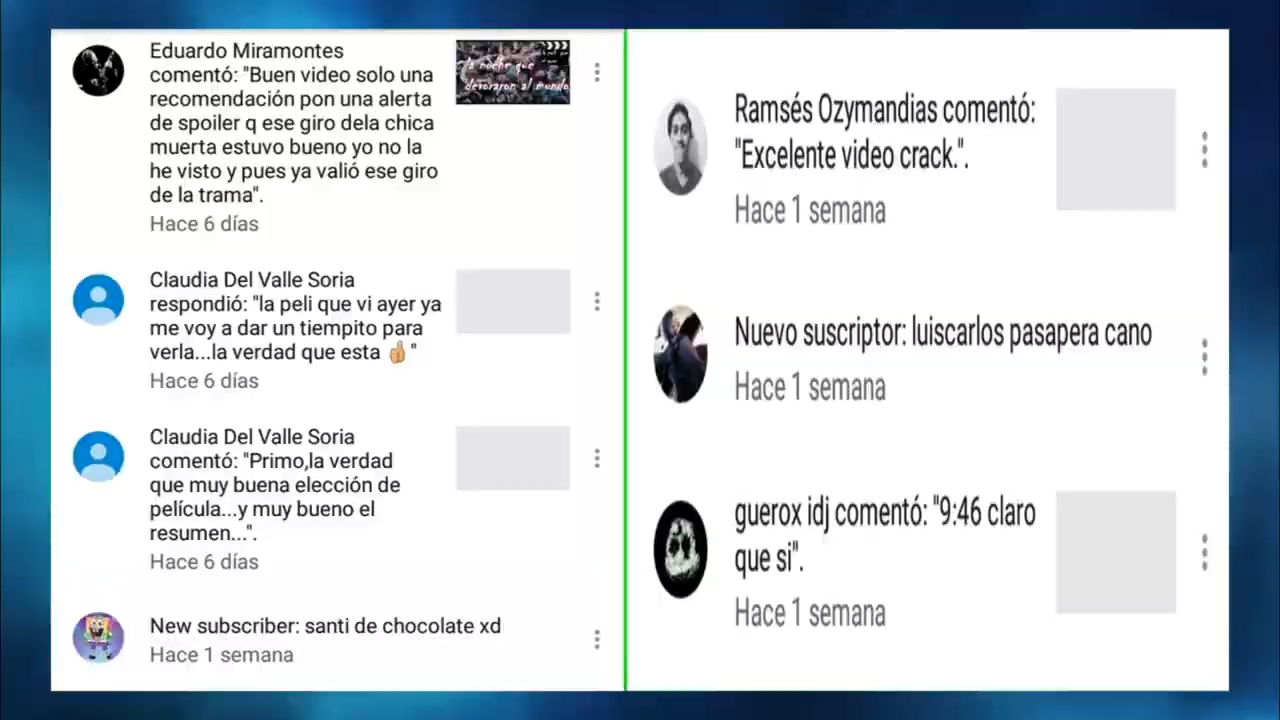 Eduardo Miramontes
comentó: "Buen video solo una
recomendación pon una alerta
de spoiler q ese giro dela chica
muerta estuvo bueno yo no la
he visto y pues ya valió ese giro
de la trama".
Hace 6 días
la noche que
devoraron al mundo
Claudia Del Valle Soria
respondió: "la peli que vi ayer ya
me voy a dar un tiempito para
verla...la verdad que esta 👍"
Hace 6 días
Claudia Del Valle Soria
comentó: "Primo,la verdad
que muy buena elección de
película...y muy bueno el
resumen...".
Hace 6 días
New subscriber: santi de chocolate xd
Hace 1 semana
Ramsés Ozymandias comentó:
"Excelente video crack.".
Hace 1 semana
Nuevo suscriptor: luiscarlos pasapera cano
Hace 1 semana
guerox idj comentó: "9:46 claro
que si".
Hace 1 semana